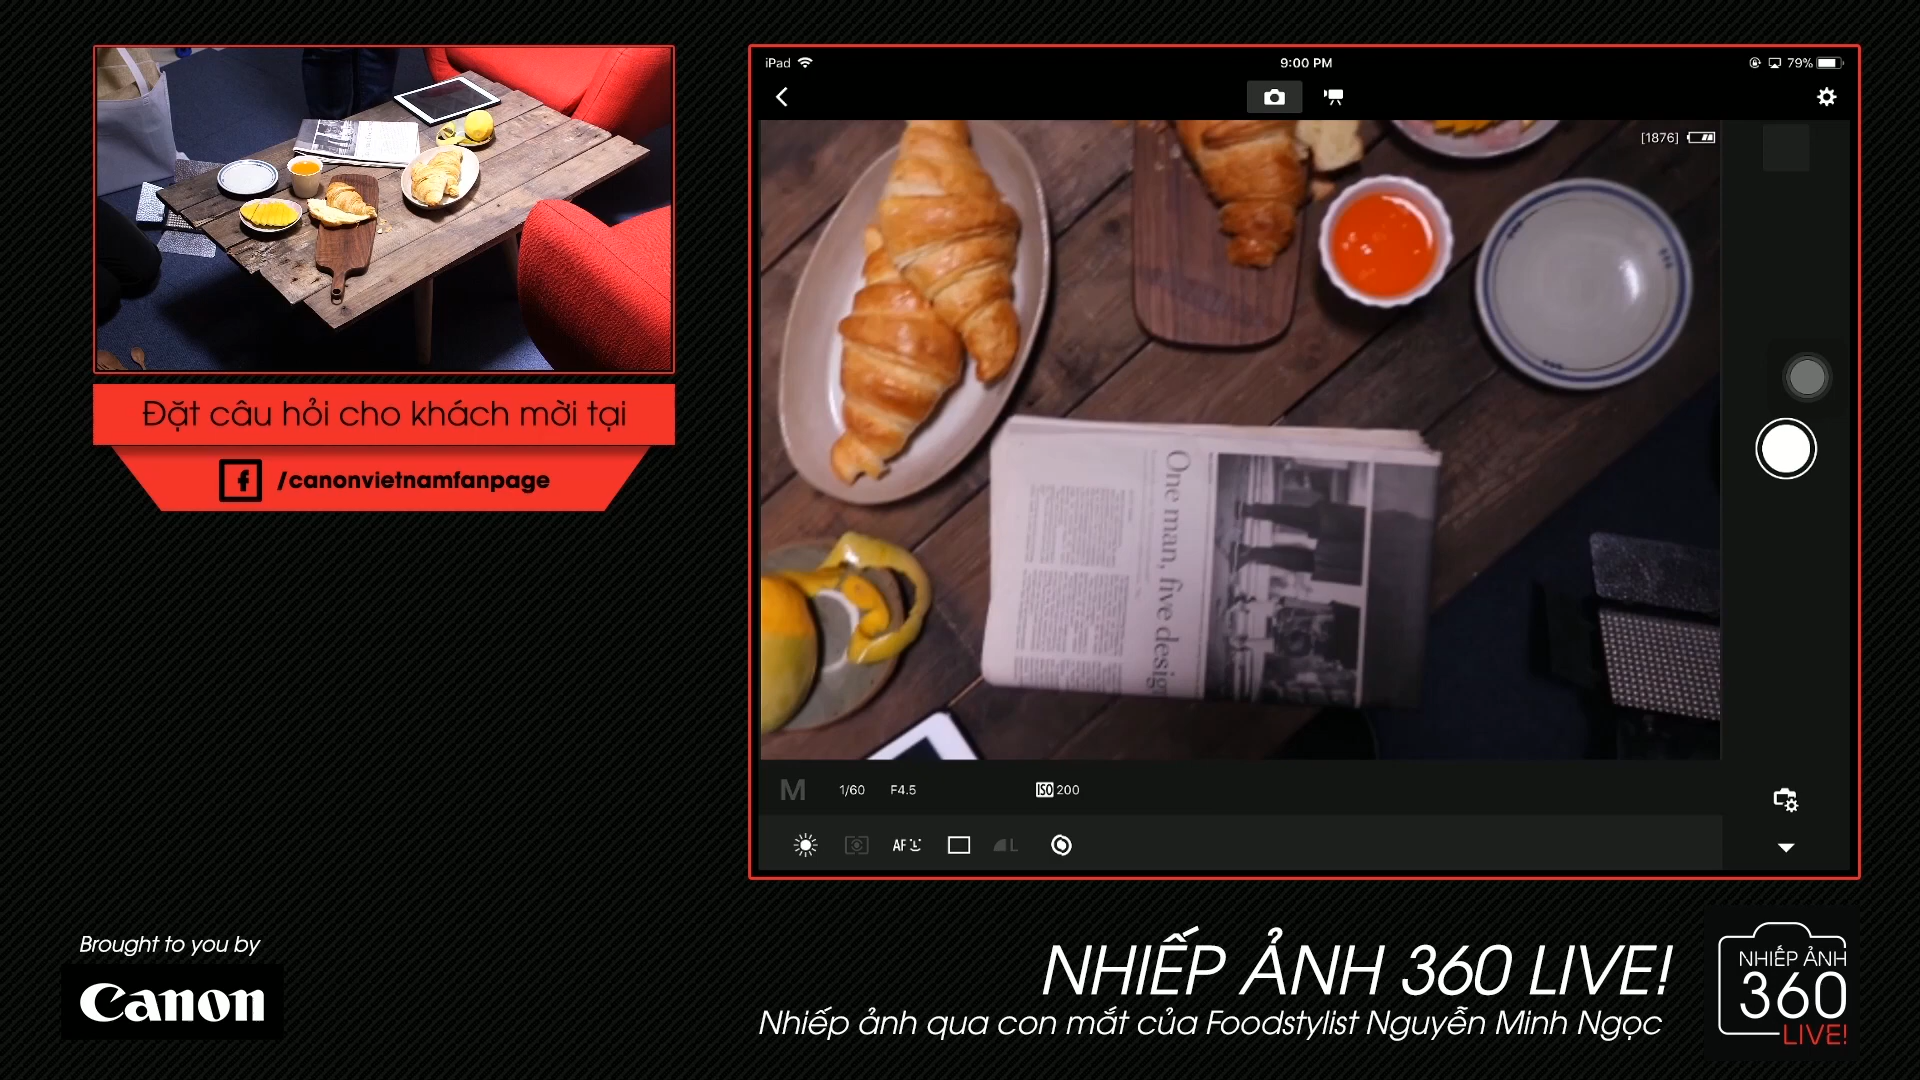 iPad
9:00 PM
79%
[1876]
One man, five desig
M
1/60
F4.5
ISO 200
AF
L
Đặt câu hỏi cho khách mời tại
f /canonvietnamfanpage
Brought to you by
Canon
NHIẾP ẢNH 360 LIVE!
Nhiếp ảnh qua con mắt của Foodstylist Nguyễn Minh Ngọc
NHIẾP ẢNH
360
LIVE!